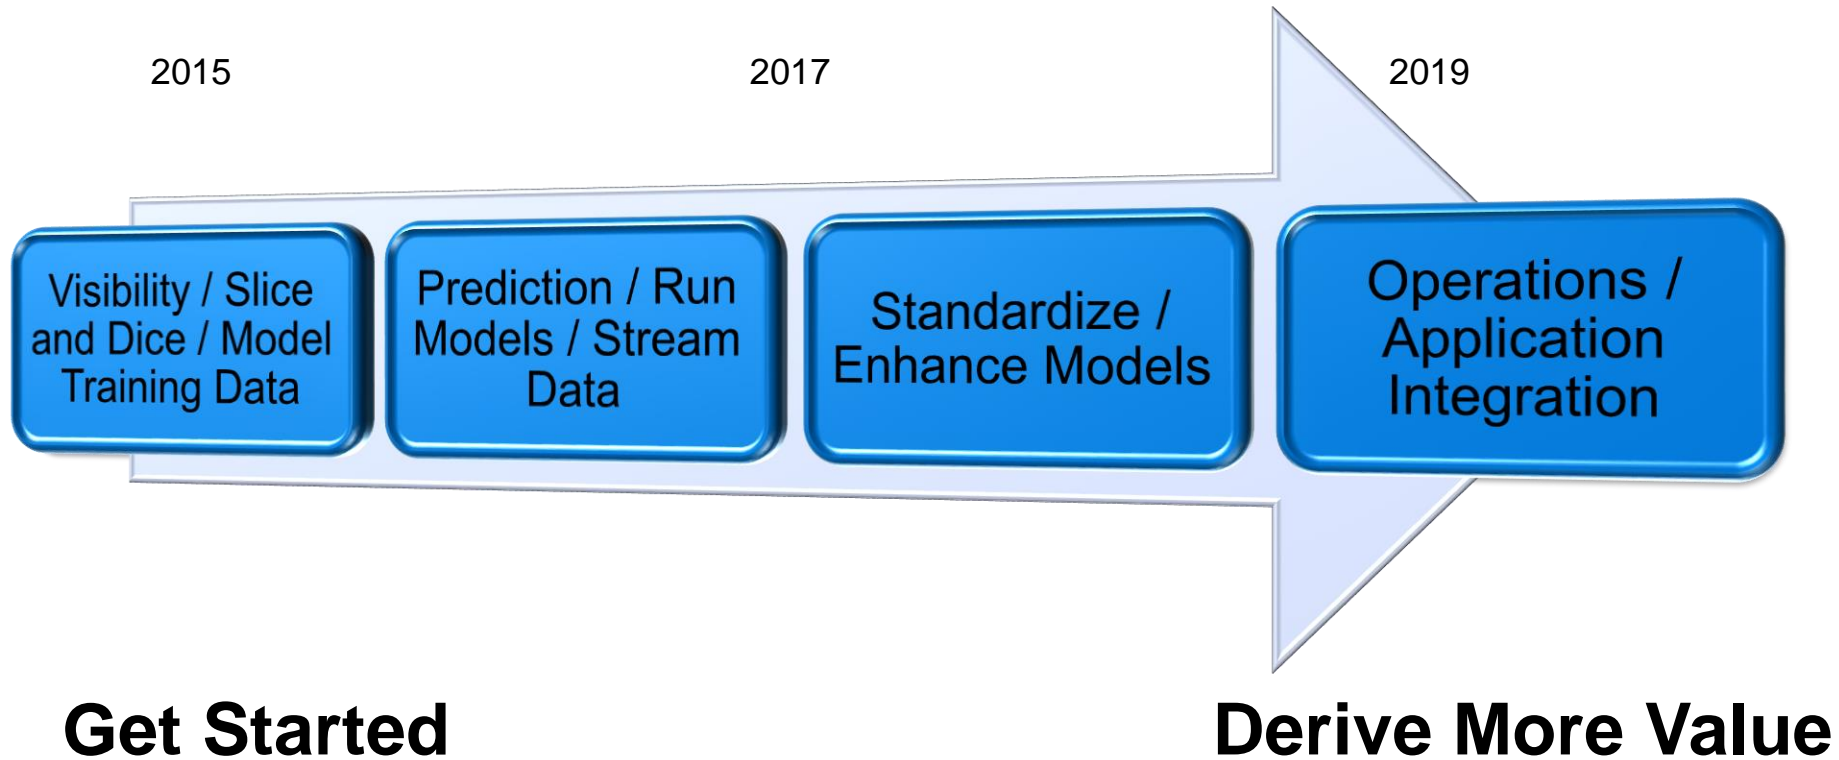 2015
2017
2019
Visibility / Slice
and Dice / Model
Training Data
Prediction / Run
Models / Stream
Data
Standardize /
Enhance Models
Operations /
Application
Integration
Get Started
Derive More Value